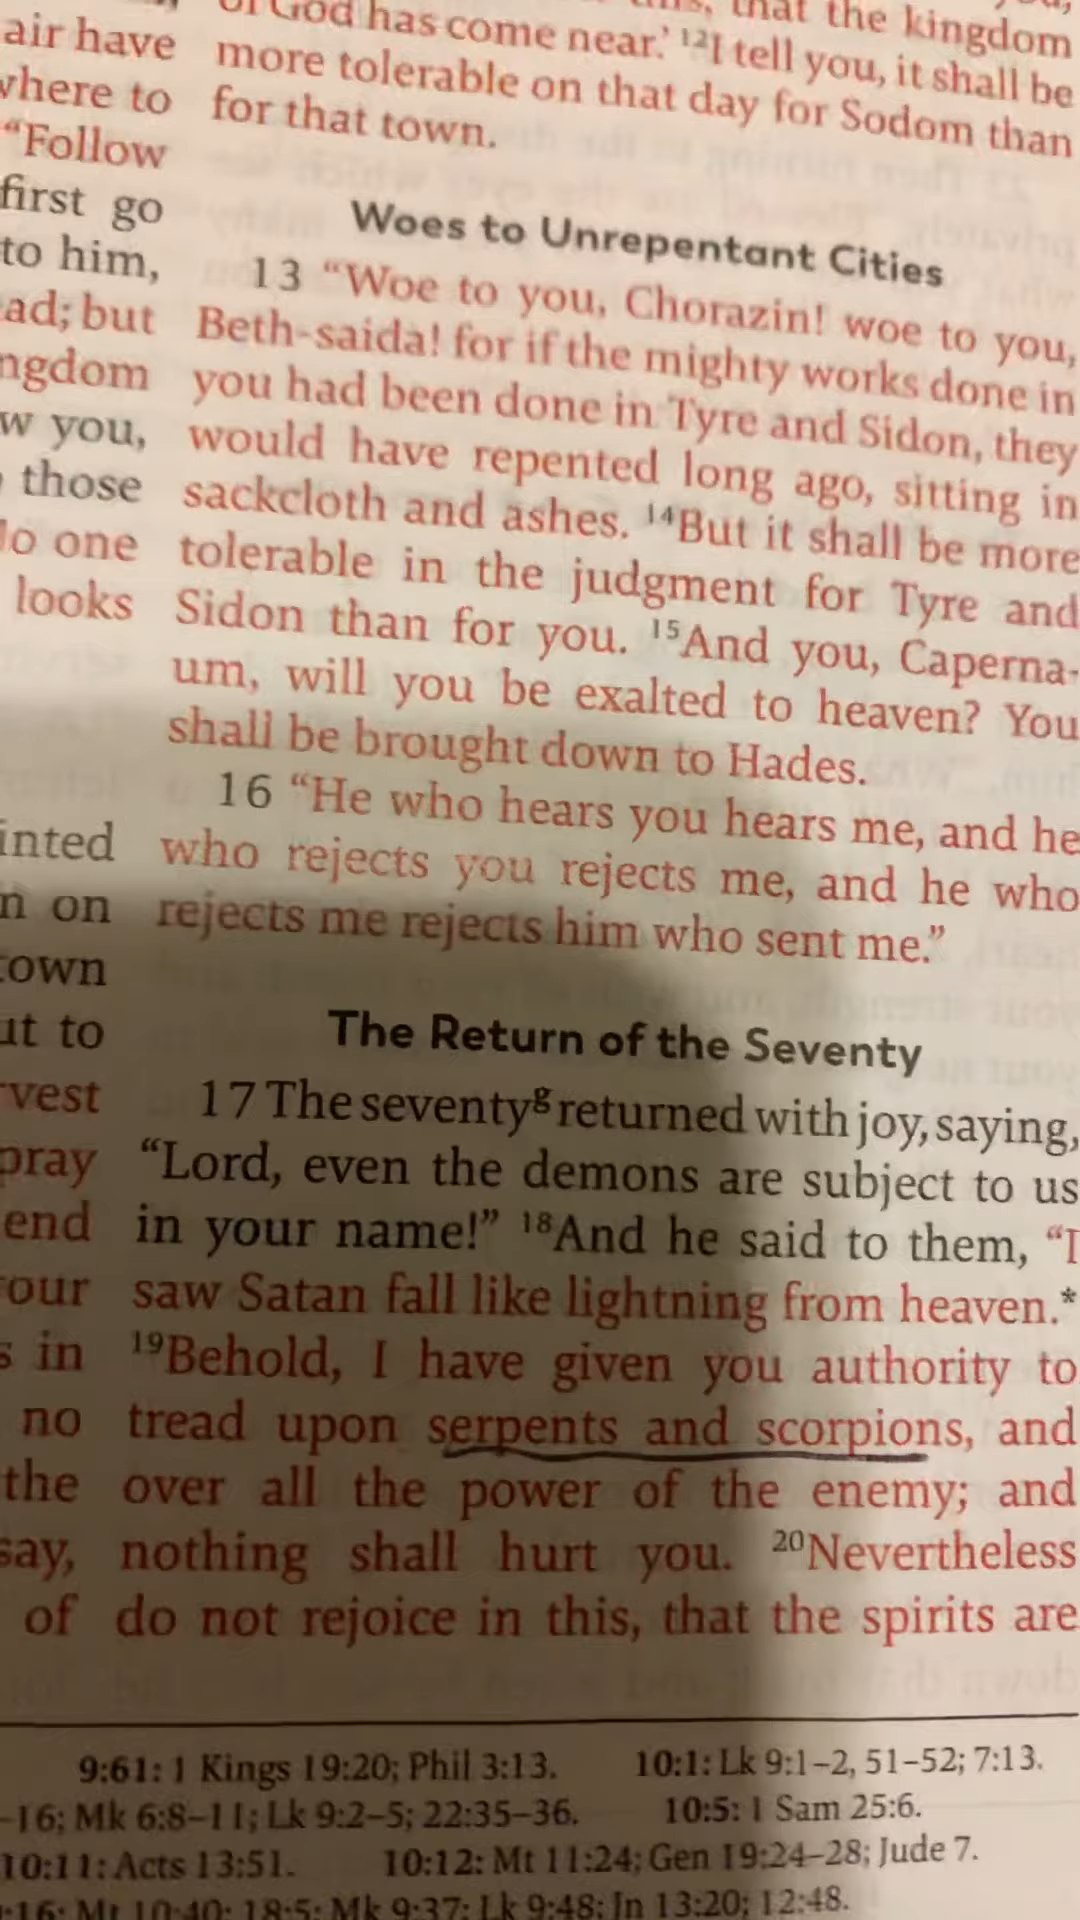 air have
where to
"Follow
first go
to him,
ad; but
ngdom
w you,
those
lo one
looks
inted
n on
town
ut to
vest
pray
end
our
s in
no
the
say,
of
of God has come near.' ¹²I tell you, it shall be
more tolerable on that day for Sodom than
for that town.
Woes to Unrepentant Cities
13 "Woe to you, Chorazin! woe to you,
Beth-saida! for if the mighty works done in
you had been done in Tyre and Sidon, they
would have repented long ago, sitting in
sackcloth and ashes. ¹⁴But it shall be more
tolerable in the judgment for Tyre and
Sidon than for you. ¹⁵And you, Caperna-
um, will you be exalted to heaven? You
shall be brought down to Hades.
16 "He who hears you hears me, and he
who rejects you rejects me, and he who
rejects me rejects him who sent me."
The Return of the Seventy
17 The seventyᵍ returned with joy, saying,
"Lord, even the demons are subject to us
in your name!" ¹⁸And he said to them, "I
saw Satan fall like lightning from heaven.*
¹⁹Behold, I have given you authority to
tread upon serpents and scorpions, and
over all the power of the enemy; and
nothing shall hurt you. ²⁰Nevertheless
do not rejoice in this, that the spirits are
9:61: 1 Kings 19:20; Phil 3:13. 10:1: Lk 9:1–2, 51–52; 7:13.
–16; Mk 6:8–11; Lk 9:2–5; 22:35–36. 10:5: 1 Sam 25:6.
10:11: Acts 13:51. 10:12: Mt 11:24; Gen 19:24–28; Jude 7.
:16: Mt 10:40; 18:5; Mk 9:37; Lk 9:48; Jn 13:20; 12:48.